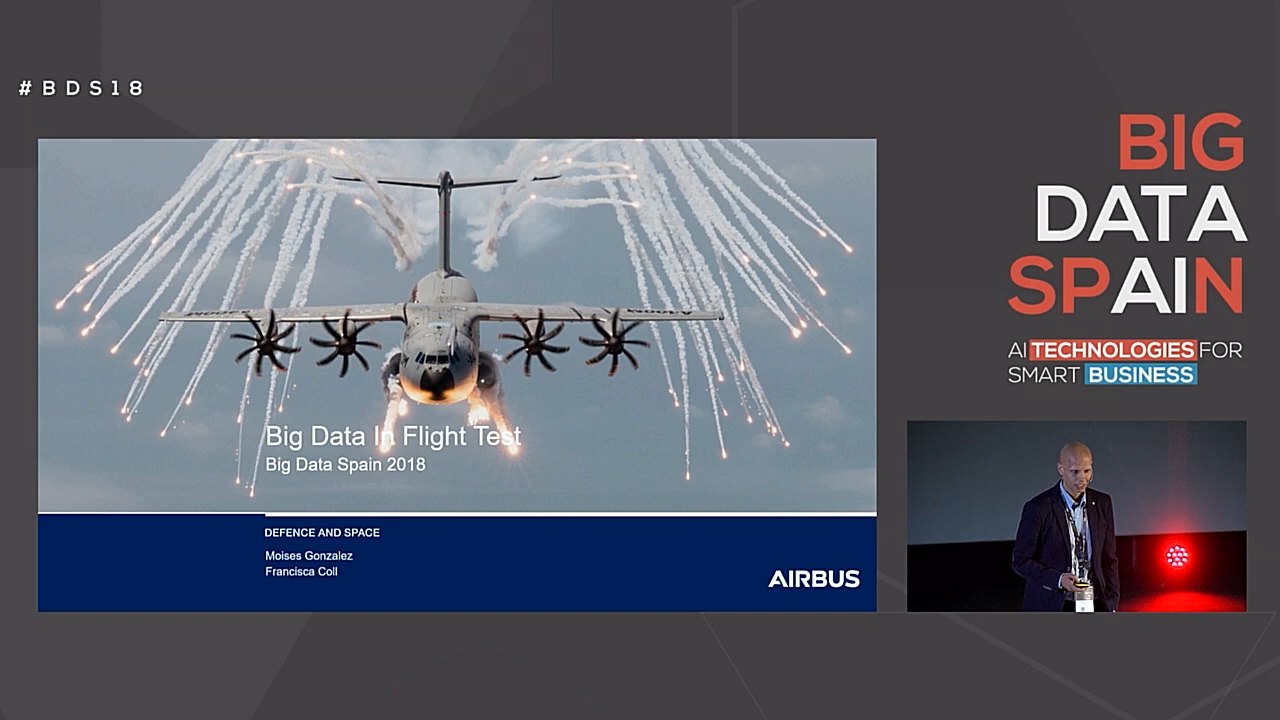 #BDS18
BIG
DATA
SPAIN
AI TECHNOLOGIES FOR
SMART BUSINESS
Big Data In Flight Test
Big Data Spain 2018
DEFENCE AND SPACE
Moises Gonzalez
Francisca Coll
AIRBUS